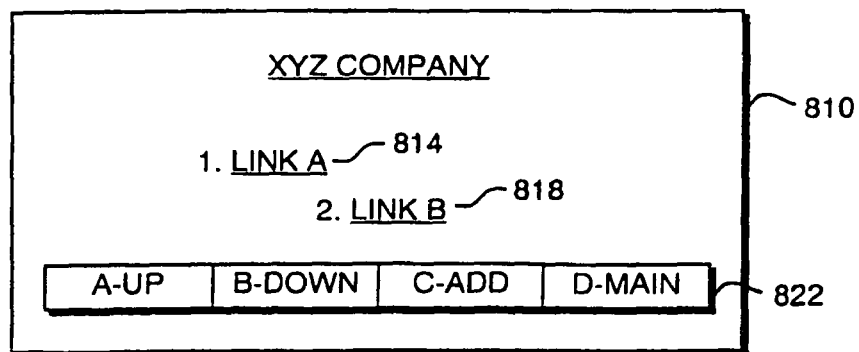 XYZ COMPANY
810
1. LINK A 814
2. LINK B 818
A-UP B-DOWN C-ADD D-MAIN 822